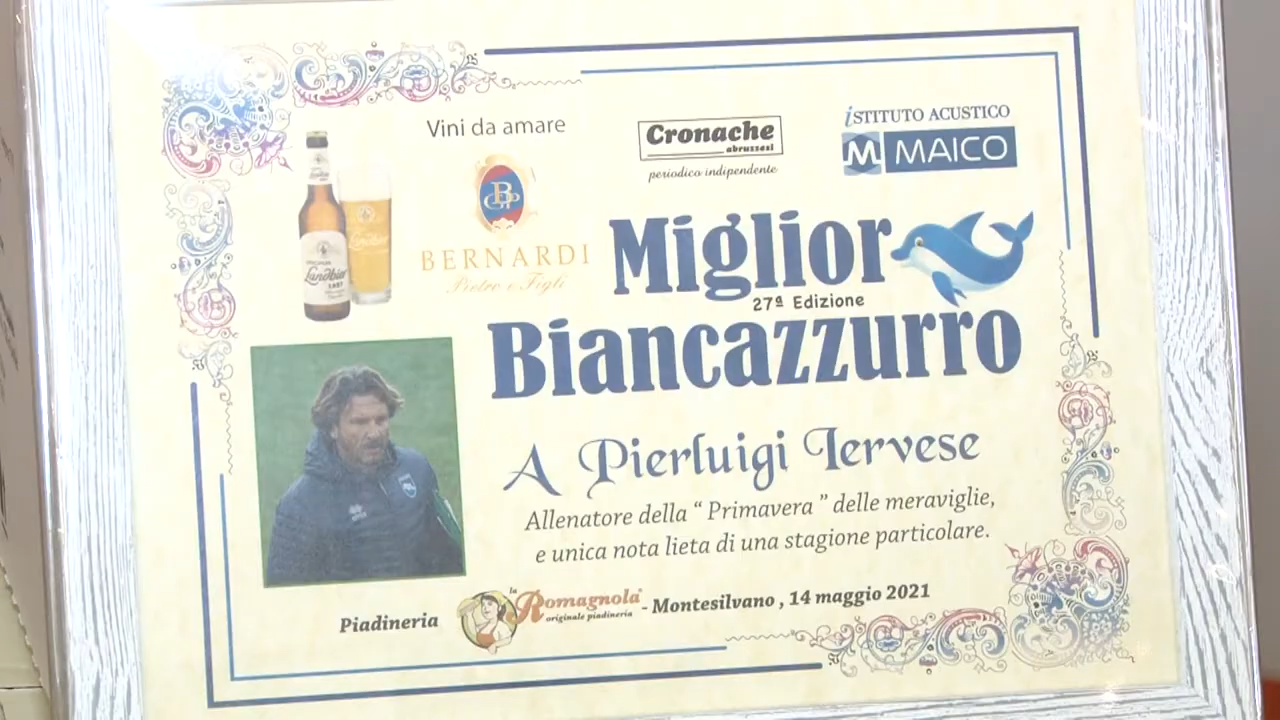 Vini da amare
BERNARDI
Pietro e Figli
Landbier
Cronache
abruzzesi
periodico indipendente
iSTITUTO ACUSTICO
M MAICO
Miglior
27ª Edizione
Biancazzurro
A Pierluigi Iervese
Allenatore della “ Primavera ” delle meraviglie,
e unica nota lieta di una stagione particolare.
Piadineria la Romagnola - Montesilvano , 14 maggio 2021
originale piadineria